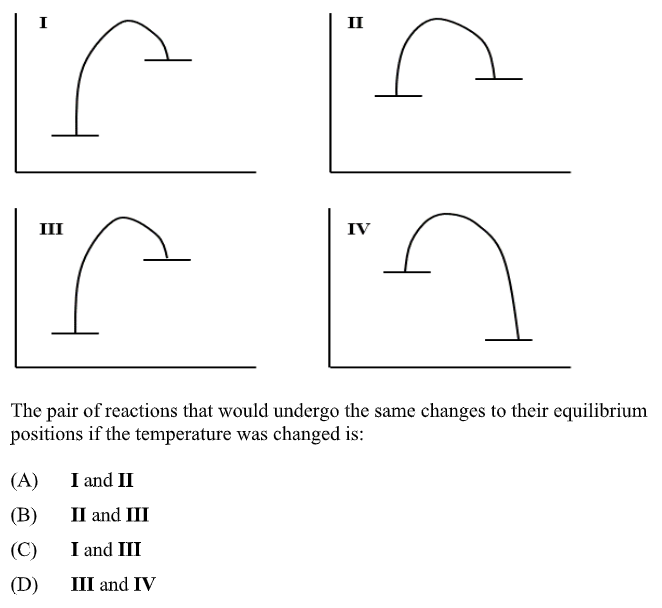 I
II
III
IV
The pair of reactions that would undergo the same changes to their equilibrium
positions if the temperature was changed is:
(A) I and II
(B) II and III
(C) I and III
(D) III and IV